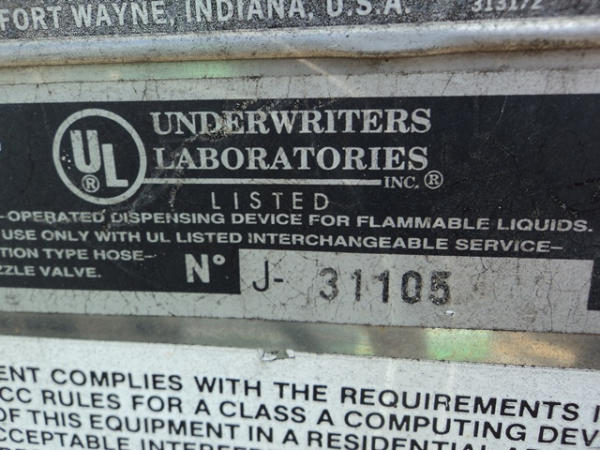 FORT WAYNE, INDIANA, U.S.A.
313172
UL®
UNDERWRITERS
LABORATORIES
INC.®
LISTED
-OPERATED DISPENSING DEVICE FOR FLAMMABLE LIQUIDS.
USE ONLY WITH UL LISTED INTERCHANGEABLE SERVICE-
TION TYPE HOSE-
ZZLE VALVE.
Nº J- 31105
ENT COMPLIES WITH THE REQUIREMENTS I
CC RULES FOR A CLASS A COMPUTING DEV
OF THIS EQUIPMENT IN A RESIDENTIAL A
CCEPTABLE INTERFE